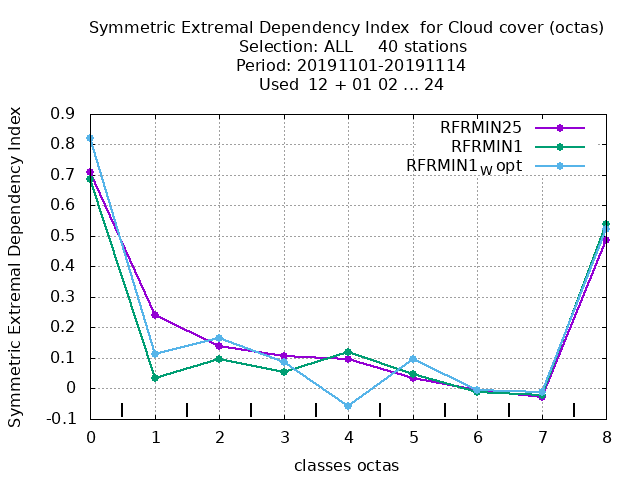 Symmetric Extremal Dependency Index for Cloud cover (octas)
Selection: ALL 40 stations
Period: 20191101-20191114
Used 12 + 01 02 ... 24
RFRMIN25
RFRMIN1
RFRMIN1W opt
Symmetric Extremal Dependency Index
0.9
0.8
0.7
0.6
0.5
0.4
0.3
0.2
0.1
0
-0.1
0 1 2 3 4 5 6 7 8
classes octas